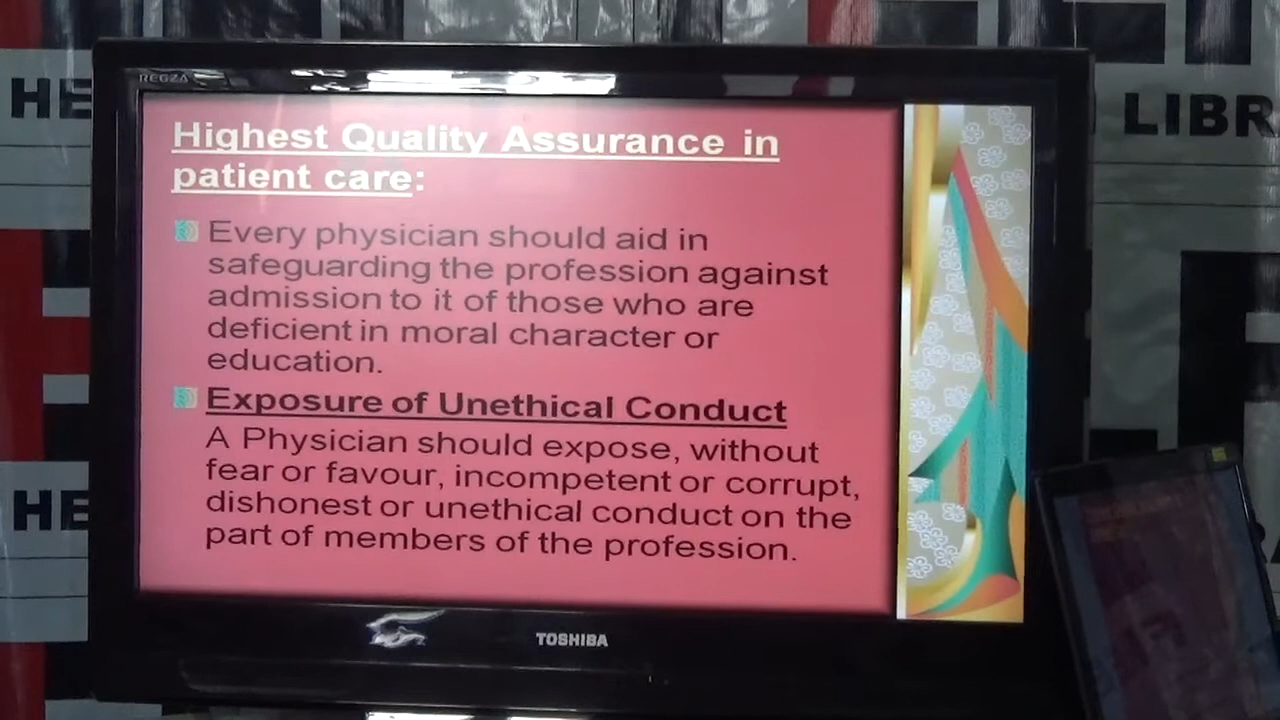 REGZA
HE
LIBR
Highest Quality Assurance in
patient care:
Every physician should aid in
safeguarding the profession against
admission to it of those who are
deficient in moral character or
education.
Exposure of Unethical Conduct
A Physician should expose, without
fear or favour, incompetent or corrupt,
dishonest or unethical conduct on the
part of members of the profession.
HE
TOSHIBA